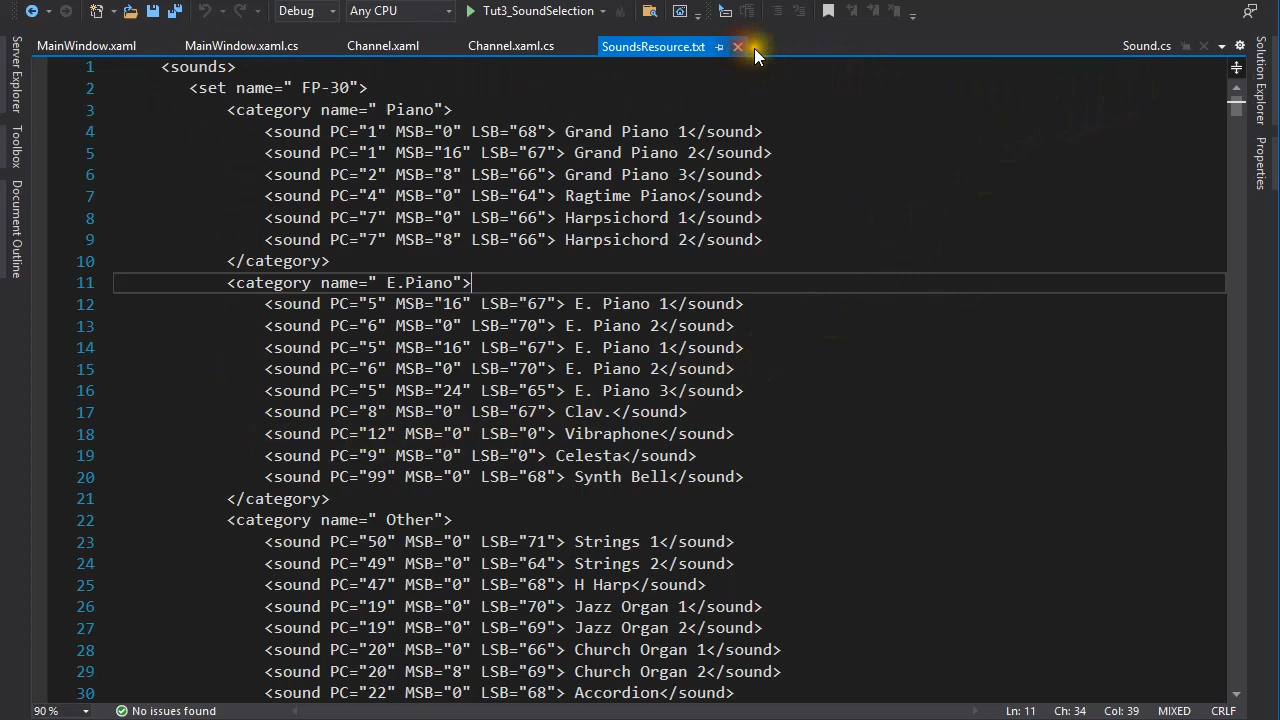 Debug Any CPU Tut3_SoundSelection
MainWindow.xaml MainWindow.xaml.cs Channel.xaml Channel.xaml.cs SoundsResource.txt Sound.cs
Server Explorer
Toolbox
Document Outline
1 <sounds>
2 <set name=" FP-30">
3 <category name=" Piano">
4 <sound PC="1" MSB="0" LSB="68"> Grand Piano 1</sound>
5 <sound PC="1" MSB="16" LSB="67"> Grand Piano 2</sound>
6 <sound PC="2" MSB="8" LSB="66"> Grand Piano 3</sound>
7 <sound PC="4" MSB="0" LSB="64"> Ragtime Piano</sound>
8 <sound PC="7" MSB="0" LSB="66"> Harpsichord 1</sound>
9 <sound PC="7" MSB="8" LSB="66"> Harpsichord 2</sound>
10 </category>
11 <category name=" E.Piano">
12 <sound PC="5" MSB="16" LSB="67"> E. Piano 1</sound>
13 <sound PC="6" MSB="0" LSB="70"> E. Piano 2</sound>
14 <sound PC="5" MSB="16" LSB="67"> E. Piano 1</sound>
15 <sound PC="6" MSB="0" LSB="70"> E. Piano 2</sound>
16 <sound PC="5" MSB="24" LSB="65"> E. Piano 3</sound>
17 <sound PC="8" MSB="0" LSB="67"> Clav.</sound>
18 <sound PC="12" MSB="0" LSB="0"> Vibraphone</sound>
19 <sound PC="9" MSB="0" LSB="0"> Celesta</sound>
20 <sound PC="99" MSB="0" LSB="68"> Synth Bell</sound>
21 </category>
22 <category name=" Other">
23 <sound PC="50" MSB="0" LSB="71"> Strings 1</sound>
24 <sound PC="49" MSB="0" LSB="64"> Strings 2</sound>
25 <sound PC="47" MSB="0" LSB="68"> H Harp</sound>
26 <sound PC="19" MSB="0" LSB="70"> Jazz Organ 1</sound>
27 <sound PC="19" MSB="0" LSB="69"> Jazz Organ 2</sound>
28 <sound PC="20" MSB="0" LSB="66"> Church Organ 1</sound>
29 <sound PC="20" MSB="8" LSB="69"> Church Organ 2</sound>
30 <sound PC="22" MSB="0" LSB="68"> Accordion</sound>
Solution Explorer
Properties
90 % No issues found Ln: 11 Ch: 34 Col: 39 MIXED CRLF